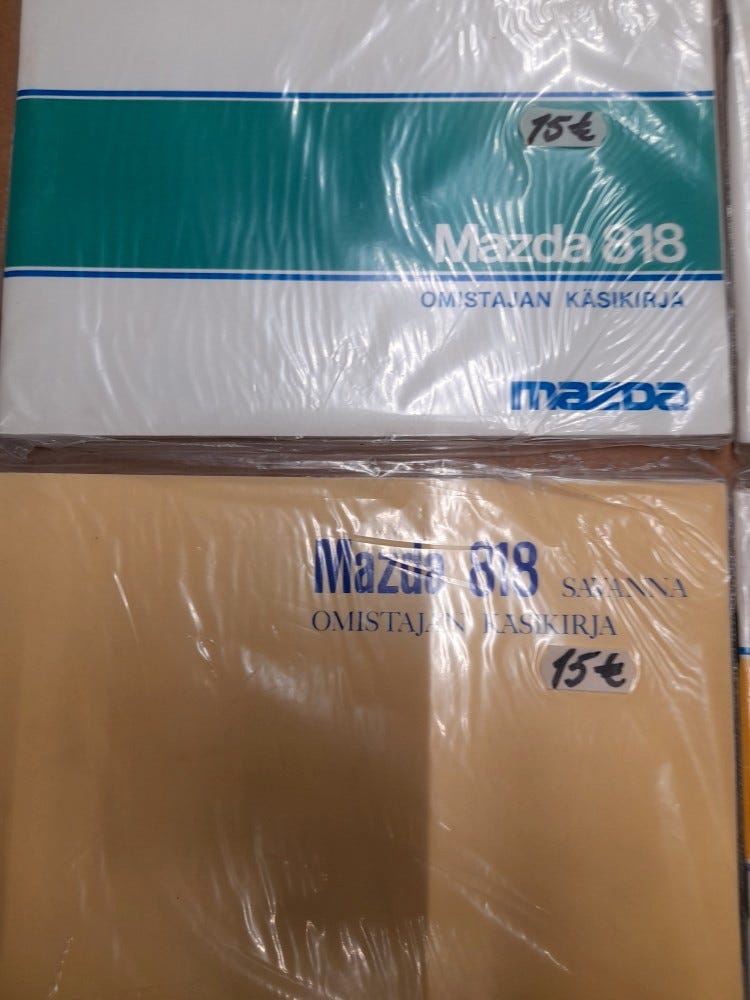 15€
Mazda 818
OMISTAJAN KÄSIKIRJA
mazda
Mazda 818 SAVANNA
OMISTAJAN KÄSIKIRJA
15€